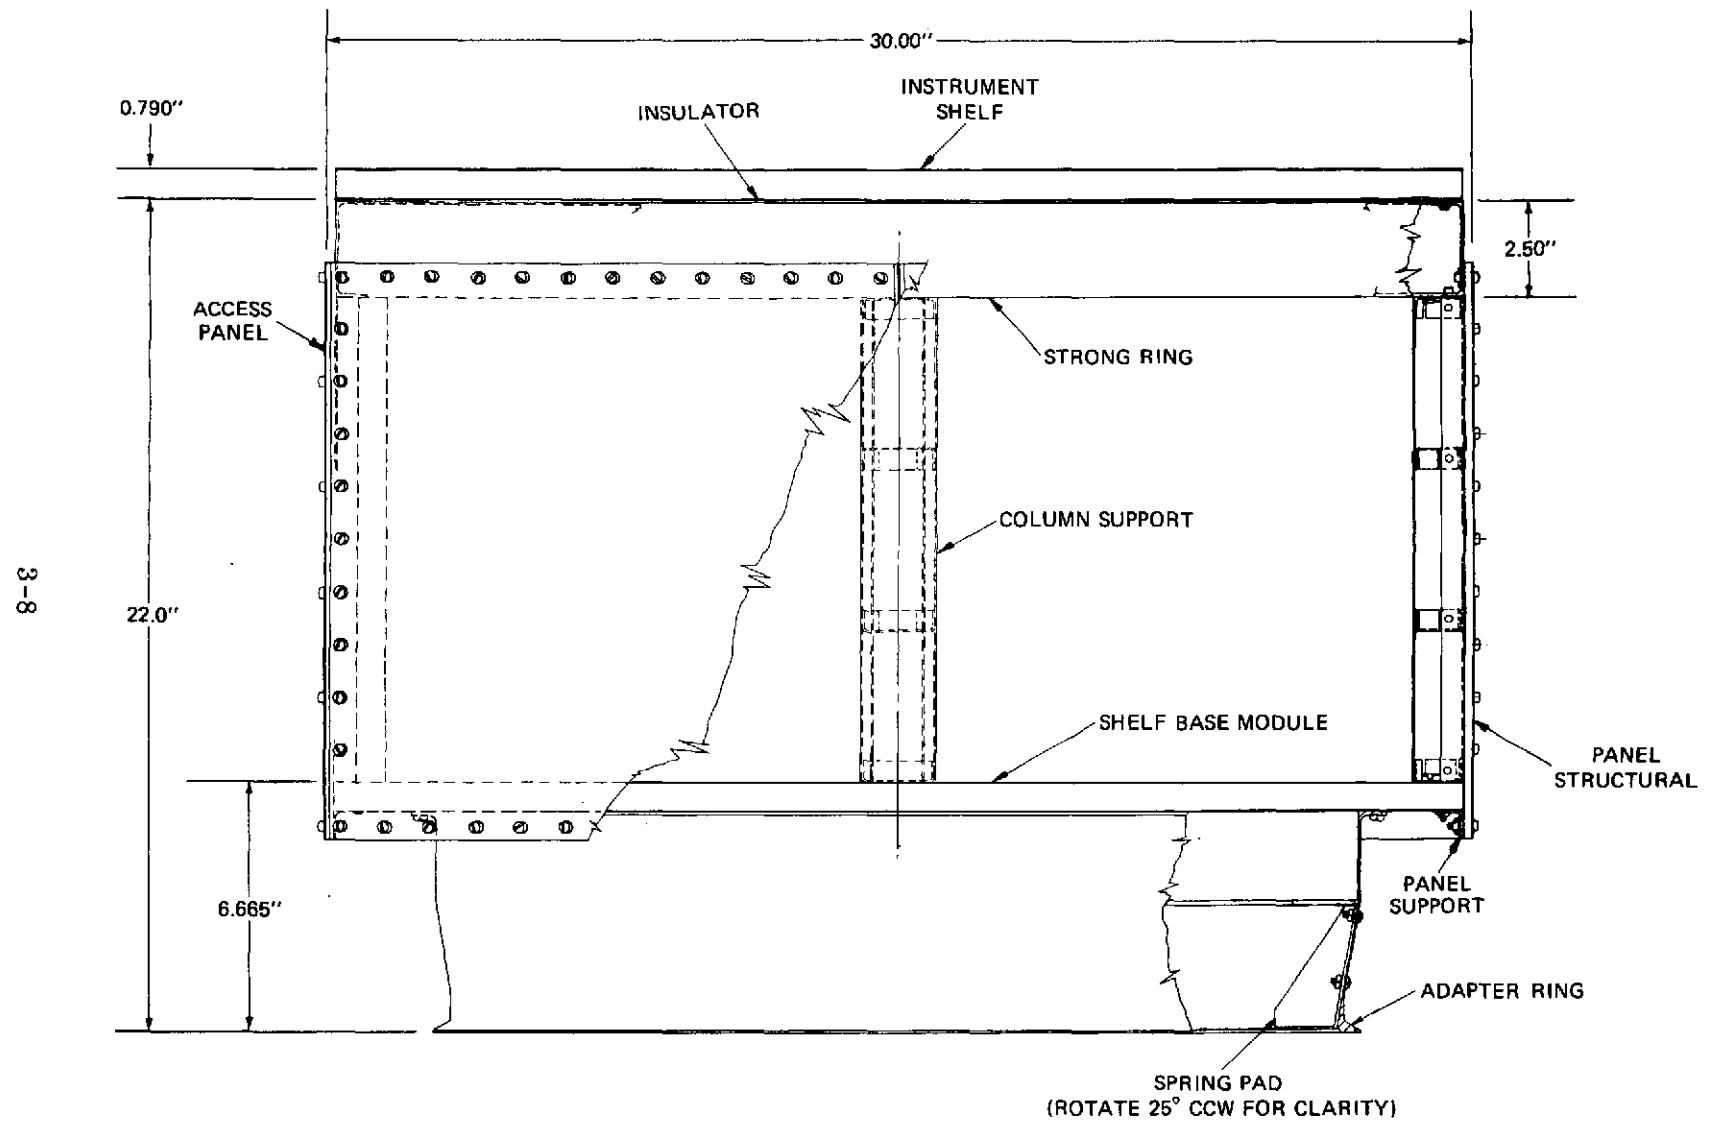 30.00"
0.790"
INSULATOR
INSTRUMENT
SHELF
2.50"
ACCESS
PANEL
STRONG RING
COLUMN SUPPORT
3-8
22.0"
SHELF BASE MODULE
PANEL
STRUCTURAL
6.665"
PANEL
SUPPORT
ADAPTER RING
SPRING PAD
(ROTATE 25° CCW FOR CLARITY)